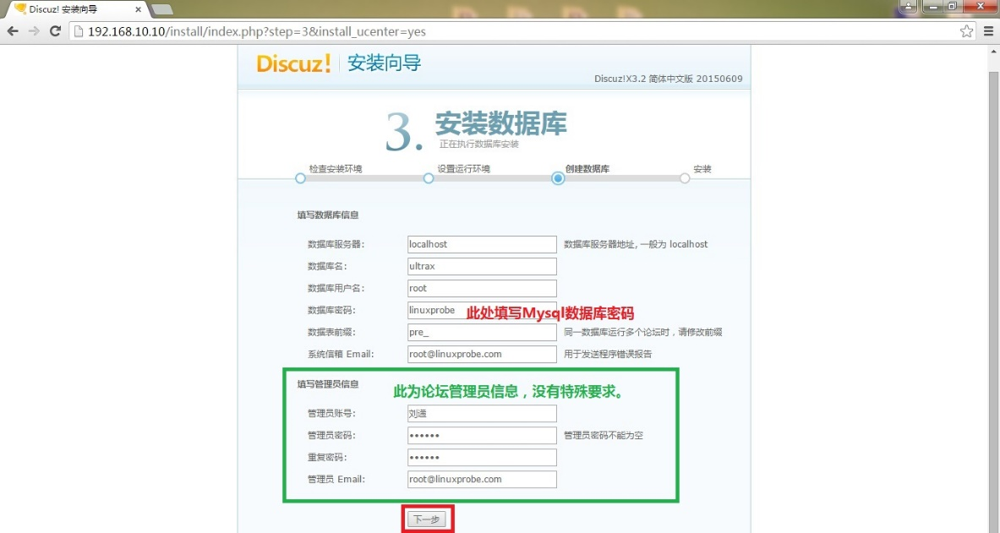 Discuz! 安装向导
192.168.10.10/install/index.php?step=3&install_ucenter=yes
Discuz! 安装向导
Discuz!X3.2 简体中文版 20150609
3. 安装数据库
正在执行数据库安装
检查安装环境 设置运行环境 创建数据库 安装
填写数据库信息
数据库服务器: localhost 数据库服务器地址, 一般为 localhost
数据库名: ultrax
数据库用户名: root
数据库密码: linuxprobe 此处填写Mysql数据库密码
数据表前缀: pre_ 同一数据库运行多个论坛时，请修改前缀
系统信箱 Email: root@linuxprobe.com 用于发送程序错误报告
填写管理员信息 此为论坛管理员信息，没有特殊要求。
管理员账号: 刘遄
管理员密码: •••••• 管理员密码不能为空
重复密码: ••••••
管理员 Email: root@linuxprobe.com
下一步